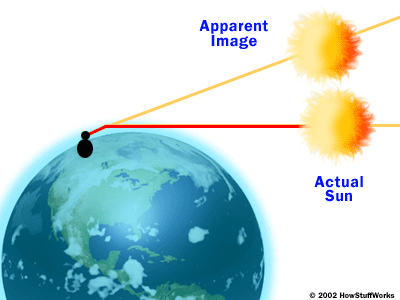 Apparent
Image
Actual
Sun
© 2002 HowStuffWorks